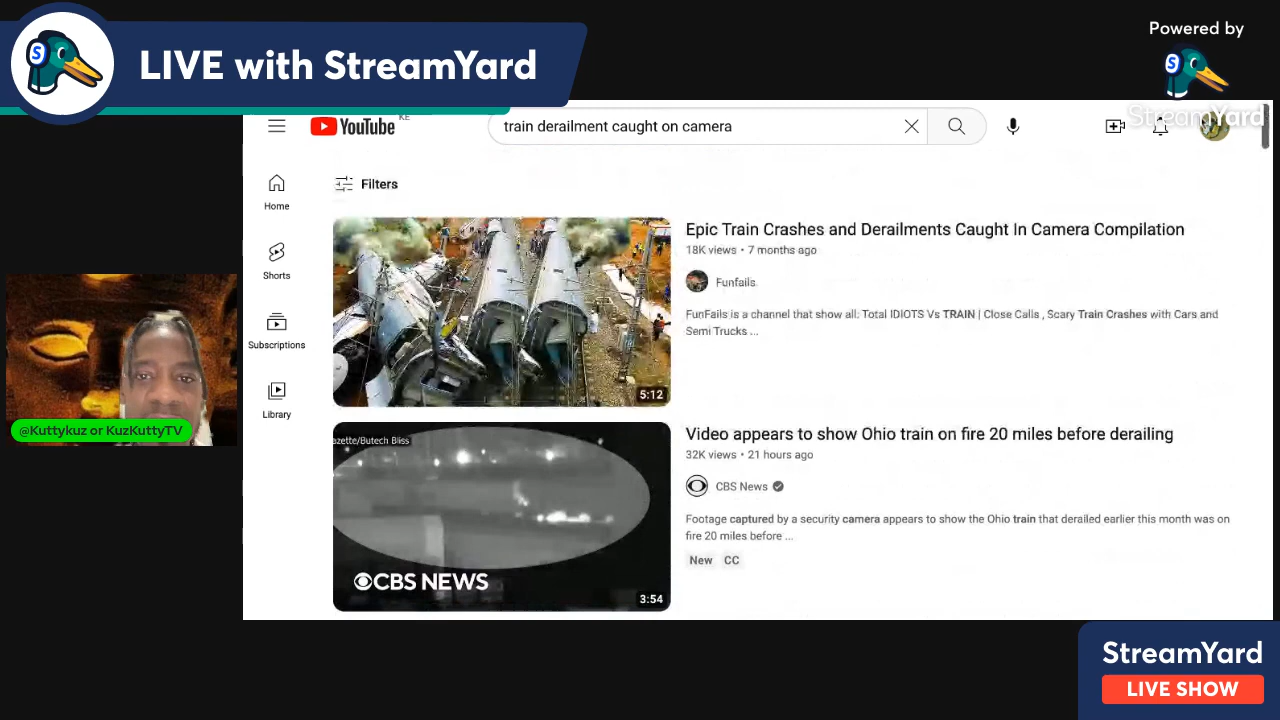 LIVE with StreamYard
Powered by
StreamYard
YouTube KE
train derailment caught on camera
Filters
Home
Shorts
Subscriptions
Library
Epic Train Crashes and Derailments Caught In Camera Compilation
18K views • 7 months ago
Funfails.
FunFails is a channel that show all: Total IDIOTS Vs TRAIN | Close Calls , Scary Train Crashes with Cars and
Semi Trucks ...
5:12
azette/Butech Bliss
CBS NEWS
3:54
Video appears to show Ohio train on fire 20 miles before derailing
32K views • 21 hours ago
CBS News
Footage captured by a security camera appears to show the Ohio train that derailed earlier this month was on
fire 20 miles before ...
New CC
@Kuttykuz or KuzKuttyTV
StreamYard
LIVE SHOW